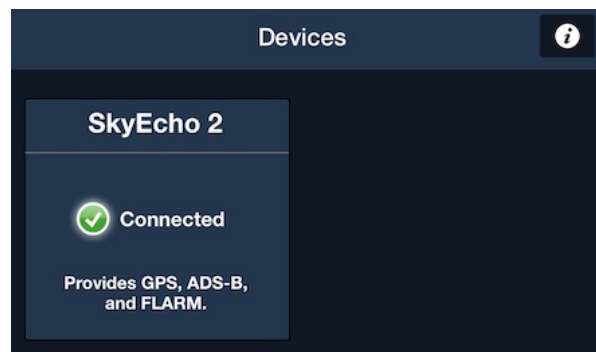 Devices
SkyEcho 2
Connected
Provides GPS, ADS-B,
and FLARM.